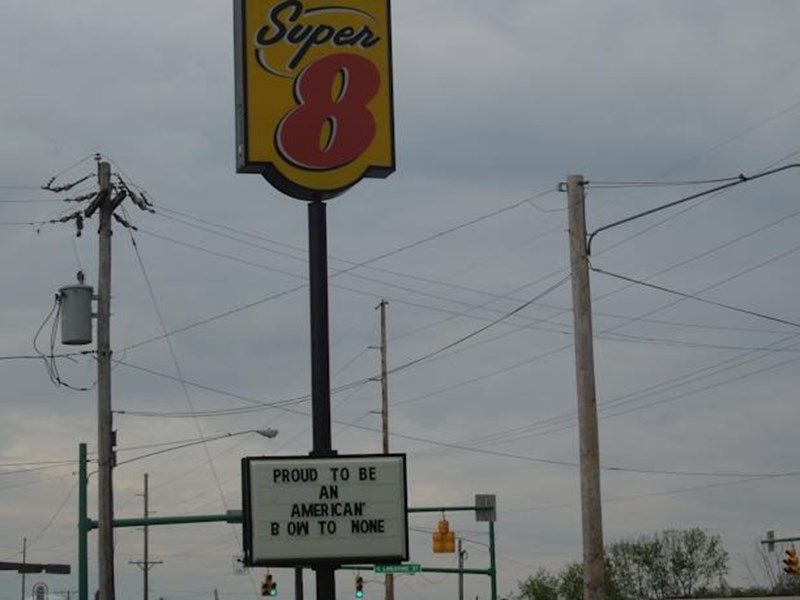 Super
8
PROUD TO BE
AN
AMERICAN'
B OW TO NONE